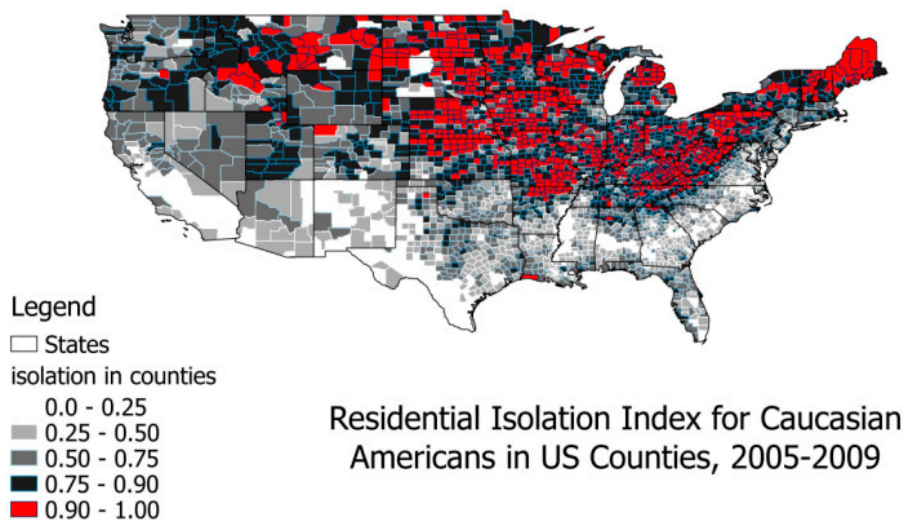 Legend
States
isolation in counties
0.0 - 0.25
0.25 - 0.50
0.50 - 0.75
0.75 - 0.90
0.90 - 1.00
Residential Isolation Index for Caucasian
Americans in US Counties, 2005-2009